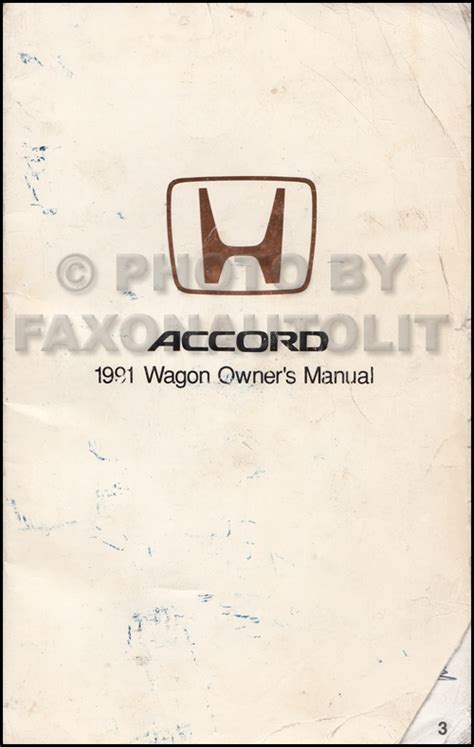 © PHOTO BY
FAXONAUTOLIT
ACCORD
1991 Wagon Owner's Manual
3